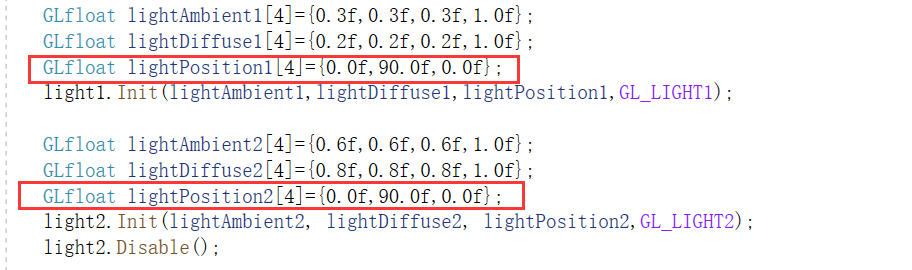 GLfloat lightAmbient1[4]={0.3f,0.3f,0.3f,1.0f};
GLfloat lightDiffuse1[4]={0.2f,0.2f,0.2f,1.0f};
GLfloat lightPosition1[4]={0.0f,90.0f,0.0f};
light1.Init(lightAmbient1,lightDiffuse1,lightPosition1,GL_LIGHT1);
GLfloat lightAmbient2[4]={0.6f,0.6f,0.6f,1.0f};
GLfloat lightDiffuse2[4]={0.8f,0.8f,0.8f,1.0f};
GLfloat lightPosition2[4]={0.0f,90.0f,0.0f};
light2.Init(lightAmbient2, lightDiffuse2, lightPosition2,GL_LIGHT2);
light2.Disable();